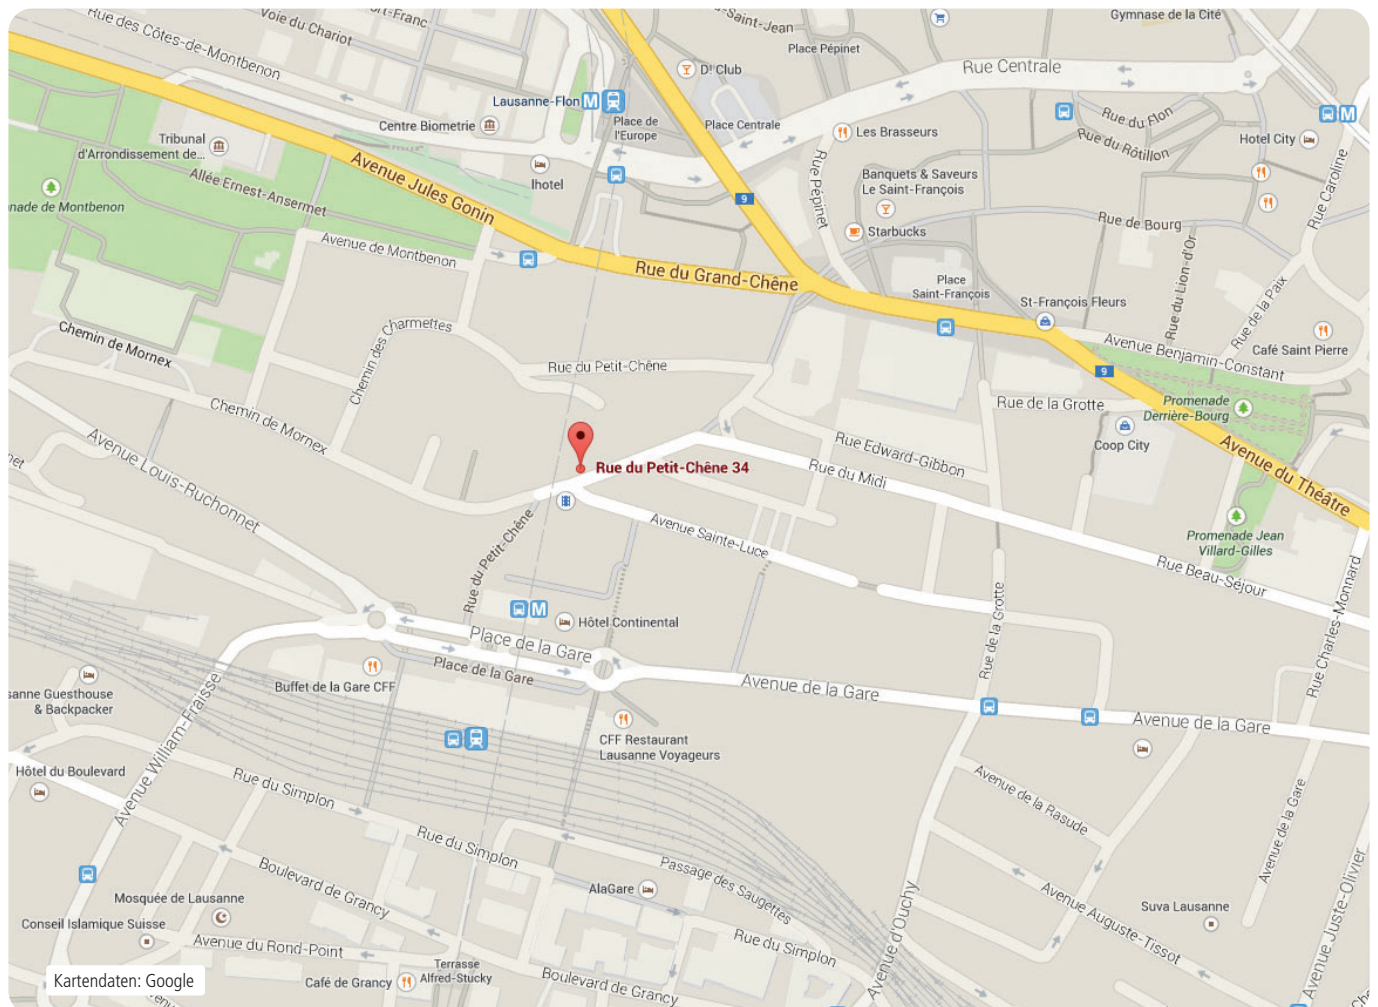 Rue des Côtes-de-Montbenon
Voie du Chariot
Saint-Jean
Place Pépinet
Gymnase de la Cité
D! Club
Rue Centrale
Lausanne-Flon
M
Centre Biometrie
Place de
l'Europe
Place Centrale
Les Brasseurs
Rue du Flon
Rue du Rôtillon
Hotel City
M
Tribunal
d'Arrondissement de...
Avenue Jules Gonin
Ihotel
Rue Pépinet
Banquets & Saveurs
Le Saint-François
Rue Caroline
Allée Ernest-Ansermet
nade de Montbenon
9
Starbucks
Rue de Bourg
Avenue de Montbenon
Rue du Grand-Chêne
Place
Saint-François
St-François Fleurs
Rue du Lion-d'Or
Rue de la Paix
Chemin de Mornex
Chemin des Charmettes
Café Saint Pierre
Avenue Benjamin-Constant
Rue du Petit-Chêne
9
Rue de la Grotte
Promenade
Derrière-Bourg
Chemin de Mornex
Coop City
Avenue du Théâtre
Avenue Louis-Ruchonnet
Rue Edward-Gibbon
Rue du Midi
Rue du Petit-Chêne 34
net
Rue du Petit-Chêne
Avenue Sainte-Luce
Promenade Jean
Villard-Gilles
Rue Beau-Séjour
Rue de la Grotte
Rue Charles-Monnard
M
Hôtel Continental
Place de la Gare
Place de la Gare
Buffet de la Gare CFF
sanne Guesthouse
& Backpacker
Avenue de la Gare
Avenue de la Gare
Avenue William-Fraisse
CFF Restaurant
Lausanne Voyageurs
Hôtel du Boulevard
Rue du Simplon
Avenue de la Rasude
Avenue de la Gare
Rue du Simplon
Boulevard de Grancy
Passage des Saugettes
AlaGare
Avenue d'Ouchy
Avenue Auguste-Tissot
Suva Lausanne
Avenue Juste-Olivier
Mosquée de Lausanne
Conseil Islamique Suisse
Avenue du Rond-Point
Rue du Simplon
Terrasse
Alfred-Stucky
Café de Grancy
Boulevard de Grancy
Kartendaten: Google